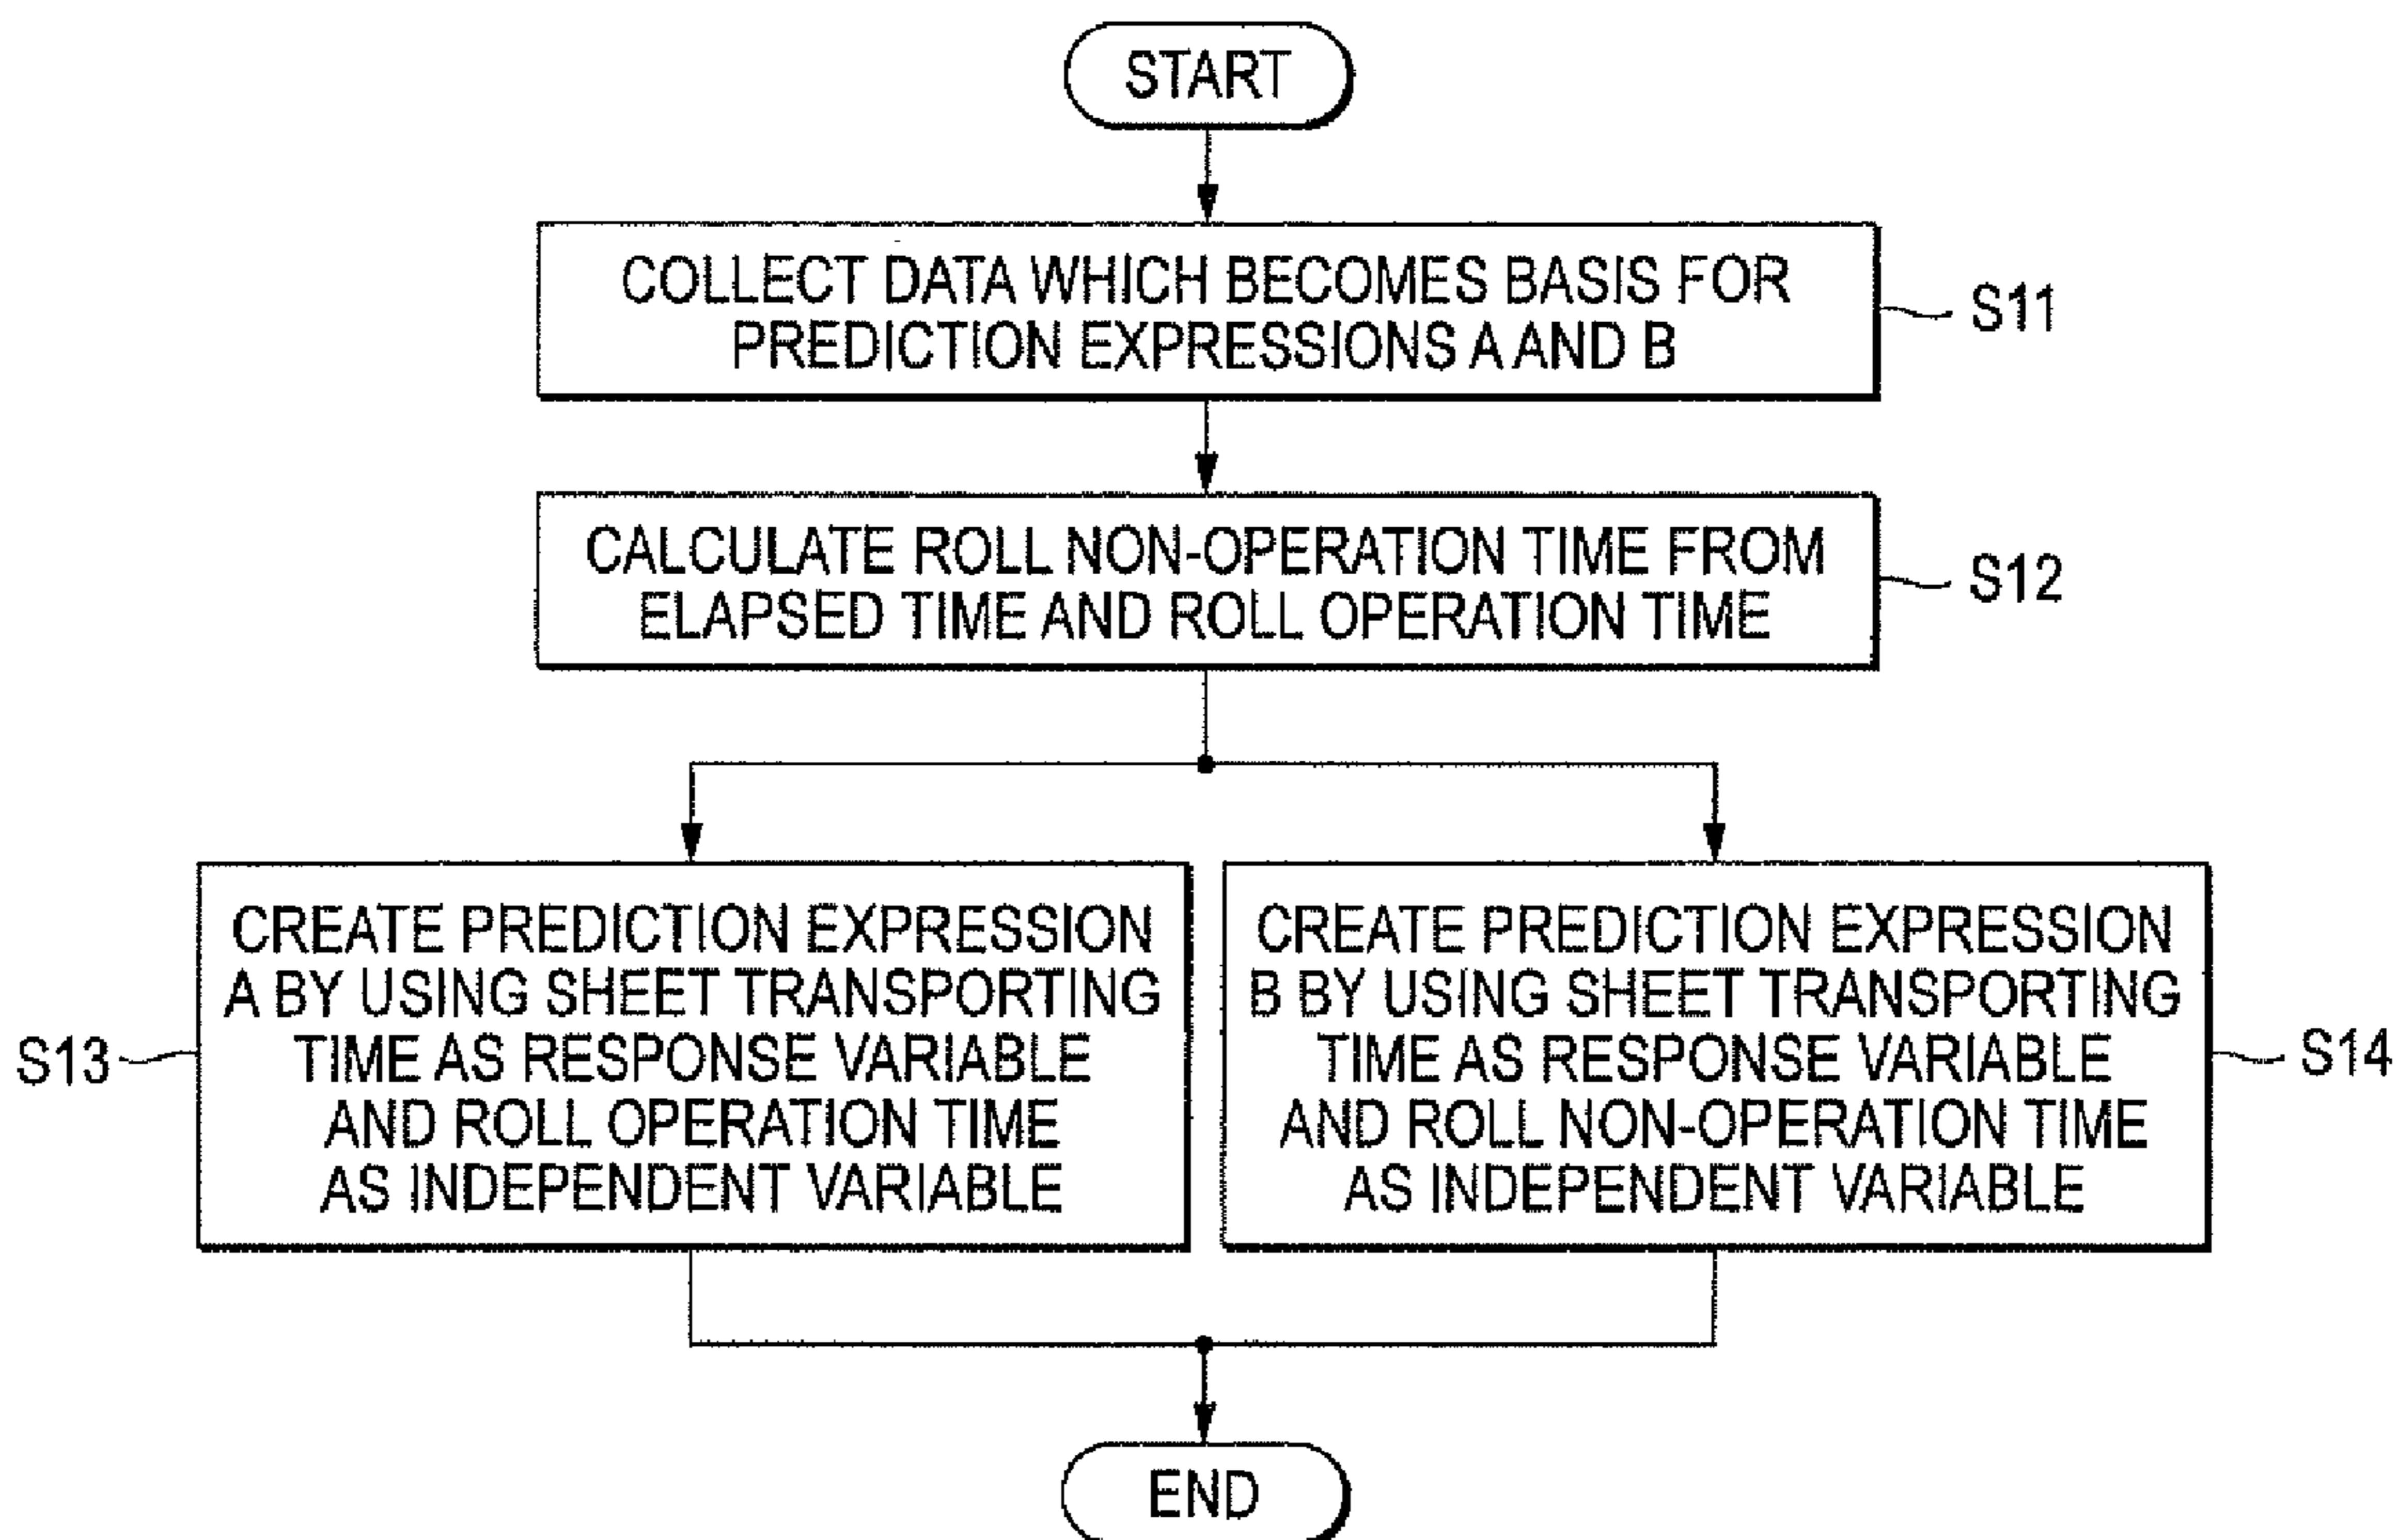 START
COLLECT DATA WHICH BECOMES BASIS FOR
PREDICTION EXPRESSIONS A AND B
S11
CALCULATE ROLL NON-OPERATION TIME FROM
ELAPSED TIME AND ROLL OPERATION TIME
S12
CREATE PREDICTION EXPRESSION
A BY USING SHEET TRANSPORTING
TIME AS RESPONSE VARIABLE
AND ROLL OPERATION TIME
AS INDEPENDENT VARIABLE
S13
CREATE PREDICTION EXPRESSION
B BY USING SHEET TRANSPORTING
TIME AS RESPONSE VARIABLE
AND ROLL NON-OPERATION TIME
AS INDEPENDENT VARIABLE
S14
END